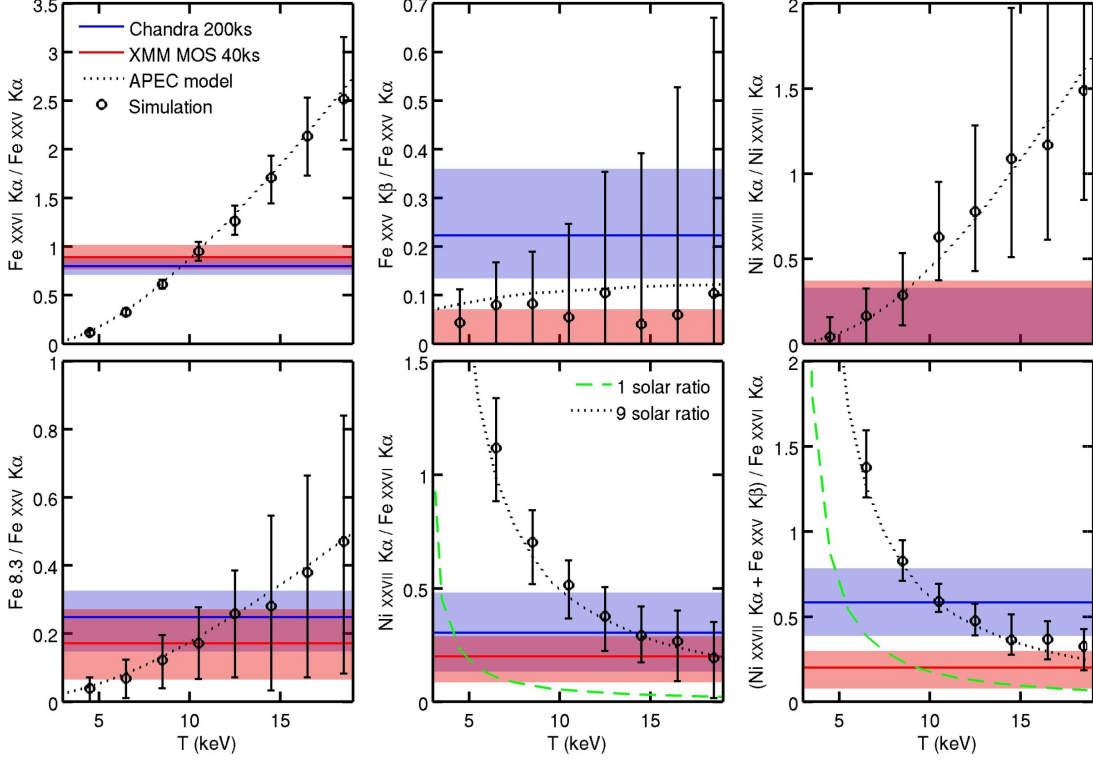 3.5
3
2.5
2
1.5
1
0.5
0
Fe XXVI Kα / Fe XXV Kα
Chandra 200ks
XMM MOS 40ks
APEC model
Simulation
0.7
0.6
0.5
0.4
0.3
0.2
0.1
0
Fe XXV Kβ / Fe XXV Kα
2
1.5
1
0.5
0
Ni XXVIII Kα / Ni XXVII Kα
1
0.8
0.6
0.4
0.2
0
Fe 8.3 / Fe XXV Kα
5 10 15
T (keV)
1.5
1
0.5
0
Ni XXVII Kα / Fe XXVI Kα
1 solar ratio
9 solar ratio
5 10 15
T (keV)
2
1.5
1
0.5
0
(Ni XXVII Kα + Fe XXV Kβ) / Fe XXVI Kα
5 10 15
T (keV)